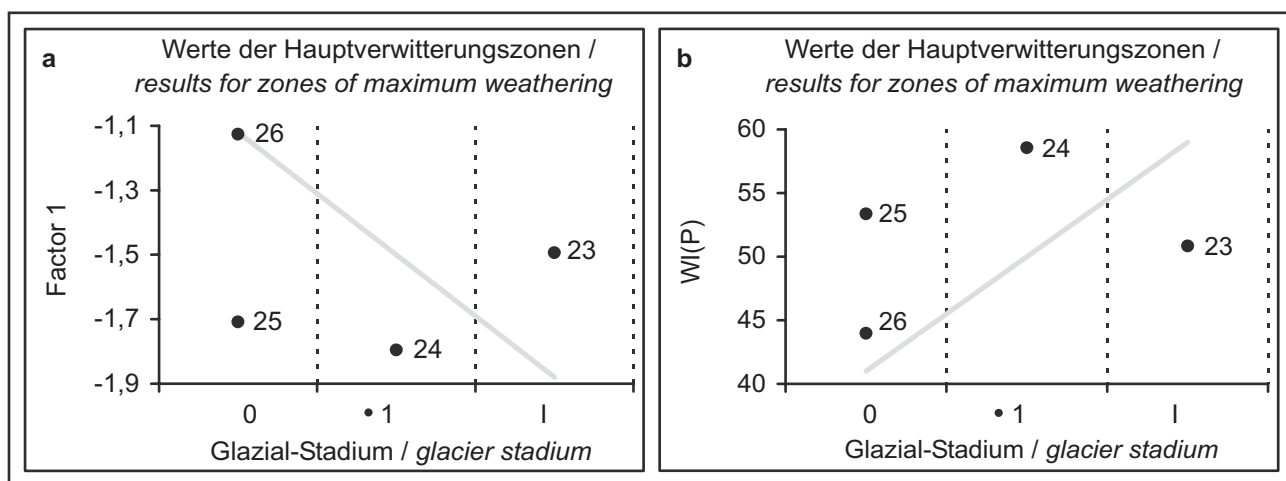 a
Werte der Hauptverwitterungszonen /
results for zones of maximum weathering
-1,1
-1,3
-1,5
-1,7
-1,9
Factor 1
26
25
24
23
0
• 1
I
Glazial-Stadium / glacier stadium
b
Werte der Hauptverwitterungszonen /
results for zones of maximum weathering
60
55
50
45
40
WI(P)
24
25
23
26
0
• 1
I
Glazial-Stadium / glacier stadium